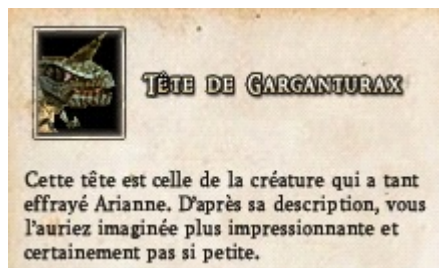 Tête de Garganturax
Cette tête est celle de la créature qui a tant
effrayé Arianne. D'après sa description, vous
l'auriez imaginée plus impressionnante et
certainement pas si petite.